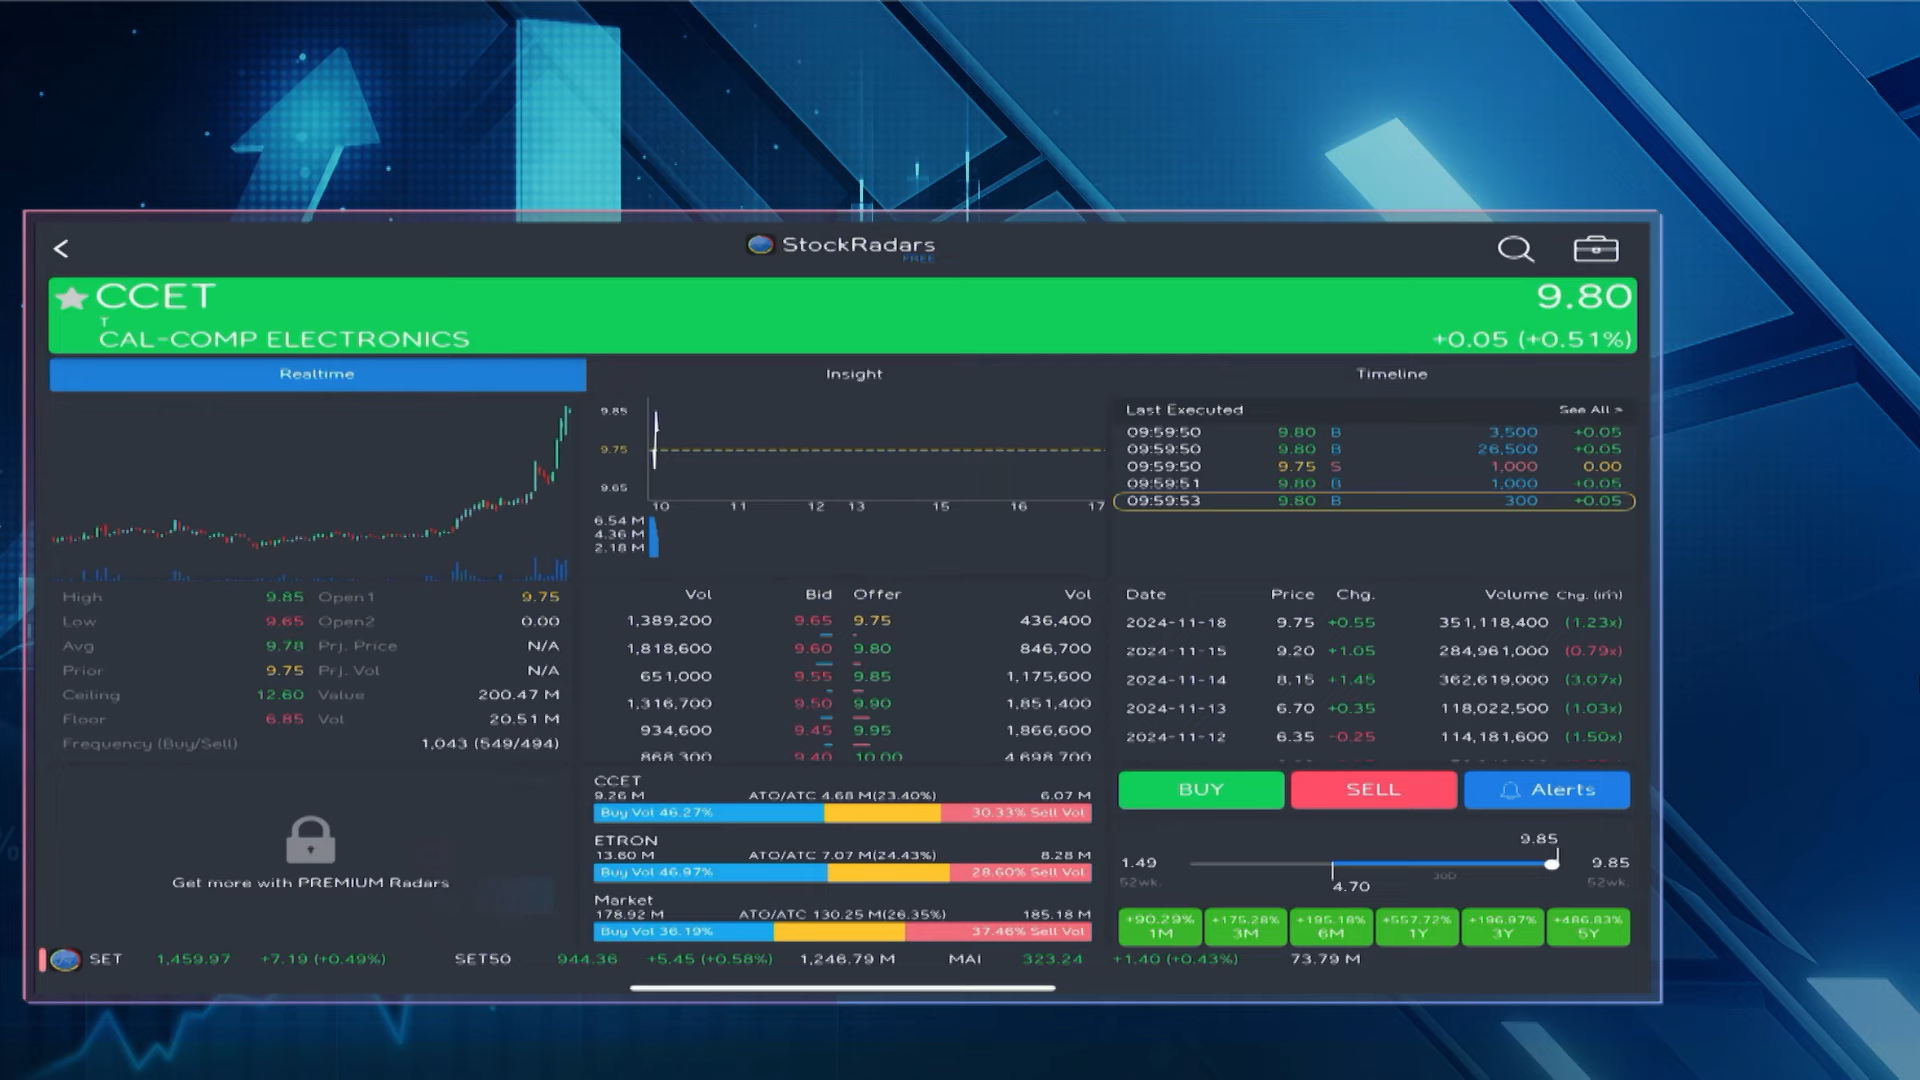 StockRadars
FREE
CCET
9.80
T
CAL-COMP ELECTRONICS
+0.05 (+0.51%)
Realtime
Insight
Timeline
9.85
9.75
9.65
10 11 12 13 15 16 17
6.54 M
4.36 M
2.18 M
Last Executed See All >
09:59:50 9.80 B 3,500 +0.05
09:59:50 9.80 B 26,500 +0.05
09:59:50 9.75 S 1,000 0.00
09:59:51 9.80 B 1,000 +0.05
09:59:53 9.80 B 300 +0.05
High 9.85 Open1 9.75
Low 9.65 Open2 0.00
Avg 9.78 Prj. Price N/A
Prior 9.75 Prj. Vol N/A
Ceiling 12.60 Value 200.47 M
Floor 6.85 Vol 20.51 M
Frequency (Buy/Sell) 1,043 (549/494)
Vol Bid Offer Vol
1,389,200 9.65 9.75 436,400
1,818,600 9.60 9.80 846,700
651,000 9.55 9.85 1,175,600
1,316,700 9.50 9.90 1,851,400
934,600 9.45 9.95 1,866,600
868,300 9.40 10.00 4,698,700
Date Price Chg. Volume Chg. (เท่า)
2024-11-18 9.75 +0.55 351,118,400 (1.23x)
2024-11-15 9.20 +1.05 284,961,000 (0.79x)
2024-11-14 8.15 +1.45 362,619,000 (3.07x)
2024-11-13 6.70 +0.35 118,022,500 (1.03x)
2024-11-12 6.35 -0.25 114,181,600 (1.50x)
Get more with PREMIUM Radars
CCET
9.26 M ATO/ATC 4.68 M(23.40%) 6.07 M
Buy Vol 46.27% 30.33% Sell Vol
ETRON
13.60 M ATO/ATC 7.07 M(24.43%) 8.28 M
Buy Vol 46.97% 28.60% Sell Vol
Market
178.92 M ATO/ATC 130.25 M(26.35%) 185.18 M
Buy Vol 36.19% 37.46% Sell Vol
BUY SELL Alerts
9.85
1.49 9.85
52wk. 30D 52wk.
4.70
+90.29% +175.28% +195.18% +557.72% +196.97% +486.83%
1M 3M 6M 1Y 3Y 5Y
SET 1,459.97 +7.19 (+0.49%) SET50 944.36 +5.45 (+0.58%) 1,246.79 M MAI 323.24 +1.40 (+0.43%) 73.79 M